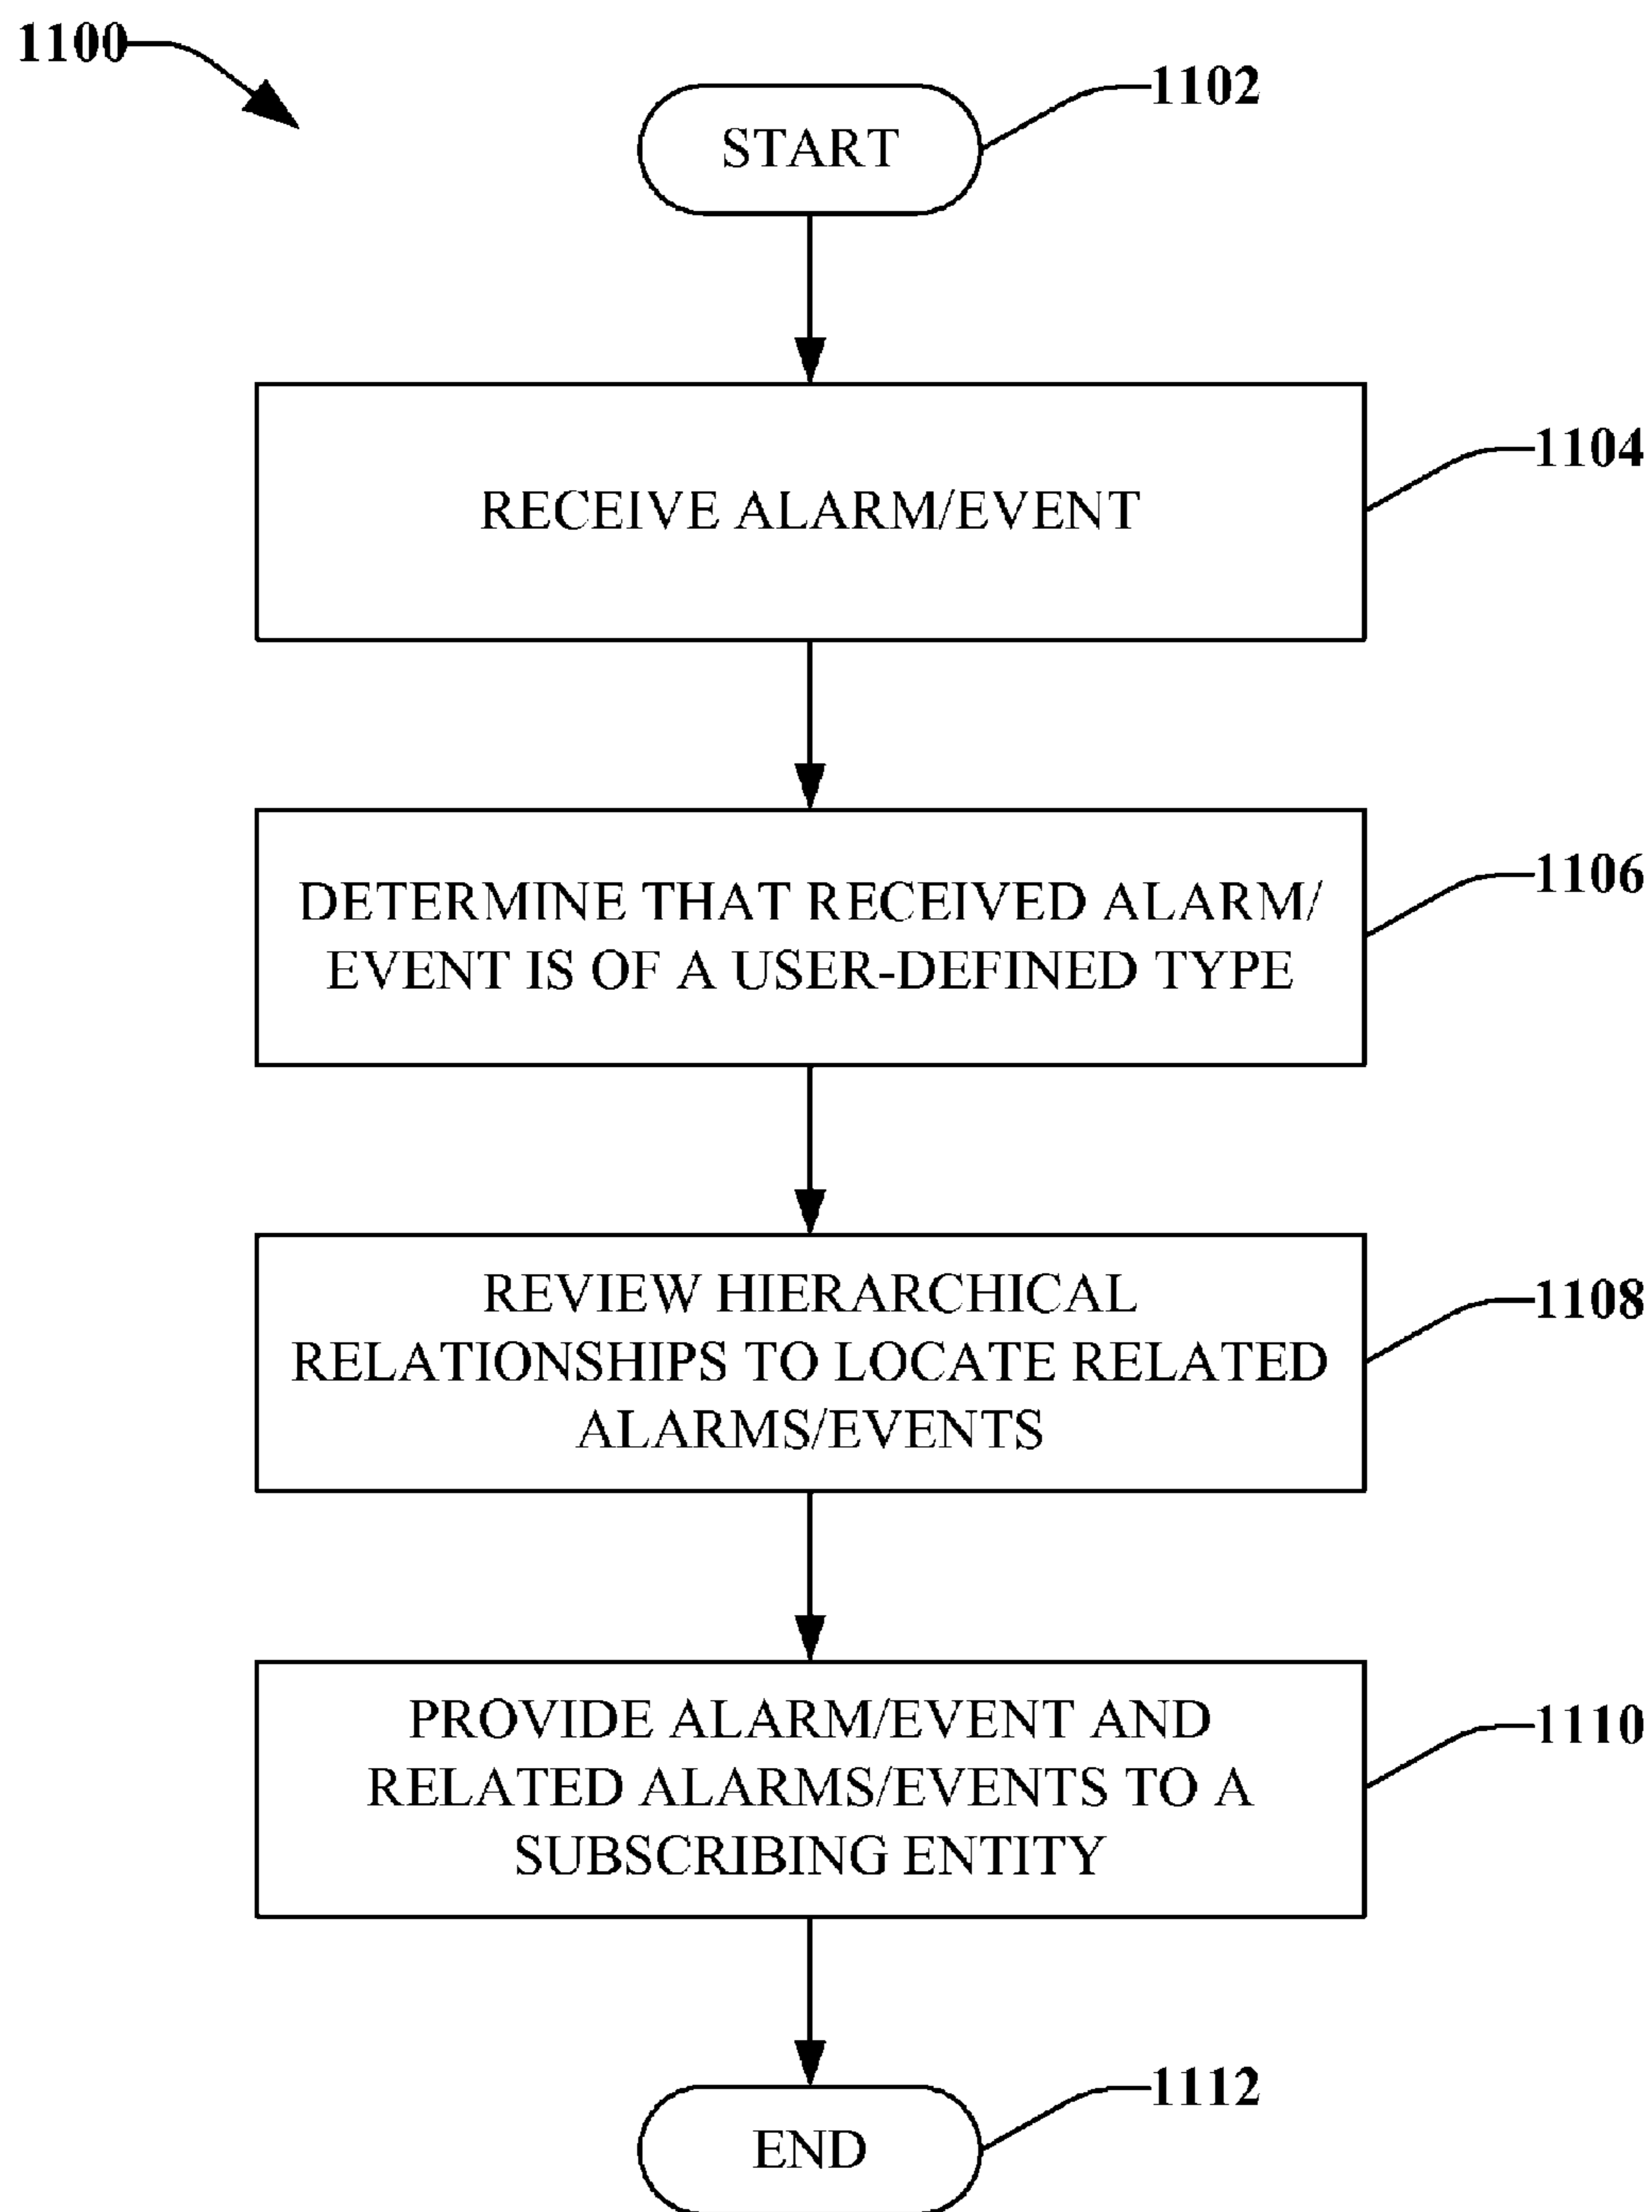 1100
1102
START
1104
RECEIVE ALARM/EVENT
1106
DETERMINE THAT RECEIVED ALARM/
EVENT IS OF A USER-DEFINED TYPE
1108
REVIEW HIERARCHICAL
RELATIONSHIPS TO LOCATE RELATED
ALARMS/EVENTS
1110
PROVIDE ALARM/EVENT AND
RELATED ALARMS/EVENTS TO A
SUBSCRIBING ENTITY
1112
END